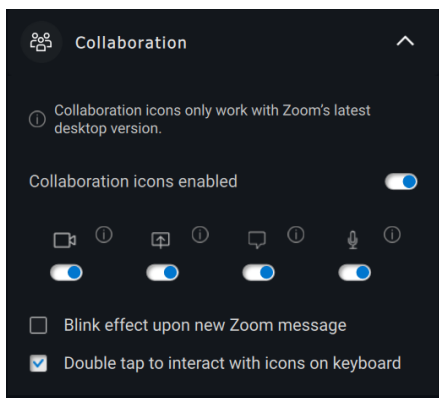 Collaboration
Collaboration icons only work with Zoom's latest
desktop version.
Collaboration icons enabled
Blink effect upon new Zoom message
Double tap to interact with icons on keyboard